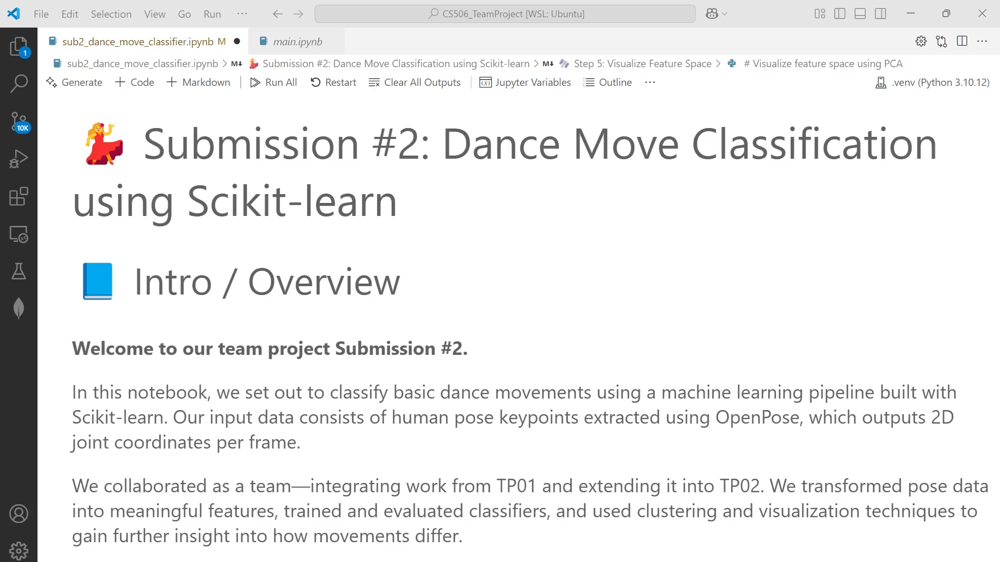 File Edit Selection View Go Run ··· CS506_TeamProject [WSL: Ubuntu]
sub2_dance_move_classifier.ipynb M main.ipynb
sub2_dance_move_classifier.ipynb > M↓ 💃 Submission #2: Dance Move Classification using Scikit-learn > M↓ Step 5: Visualize Feature Space > # Visualize feature space using PCA
Generate + Code + Markdown | Run All Restart Clear All Outputs | Jupyter Variables Outline ··· .venv (Python 3.10.12)
1
10K
💃 Submission #2: Dance Move Classification
using Scikit-learn
📘 Intro / Overview
Welcome to our team project Submission #2.
In this notebook, we set out to classify basic dance movements using a machine learning pipeline built with
Scikit-learn. Our input data consists of human pose keypoints extracted using OpenPose, which outputs 2D
joint coordinates per frame.
We collaborated as a team—integrating work from TP01 and extending it into TP02. We transformed pose data
into meaningful features, trained and evaluated classifiers, and used clustering and visualization techniques to
gain further insight into how movements differ.